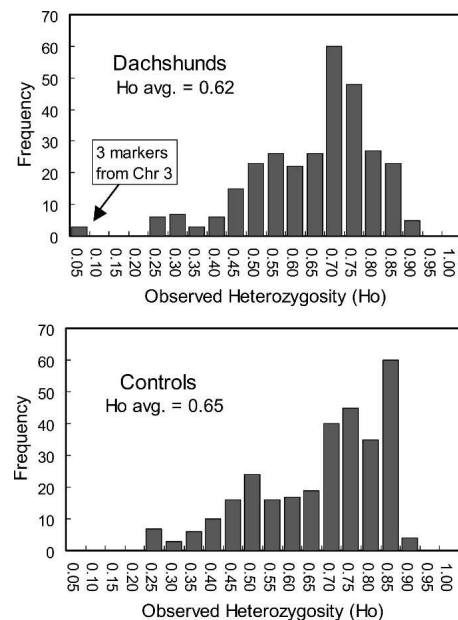 70
60
50
40
30
20
10
0
Frequency
Dachshunds
Ho avg. = 0.62
3 markers
from Chr 3
0.05 0.10 0.15 0.20 0.25 0.30 0.35 0.40 0.45 0.50 0.55 0.60 0.65 0.70 0.75 0.80 0.85 0.90 0.95 1.00
Observed Heterozygosity (Ho)
70
60
50
40
30
20
10
0
Frequency
Controls
Ho avg. = 0.65
0.05 0.10 0.15 0.20 0.25 0.30 0.35 0.40 0.45 0.50 0.55 0.60 0.65 0.70 0.75 0.80 0.85 0.90 0.95 1.00
Observed Heterozygosity (Ho)